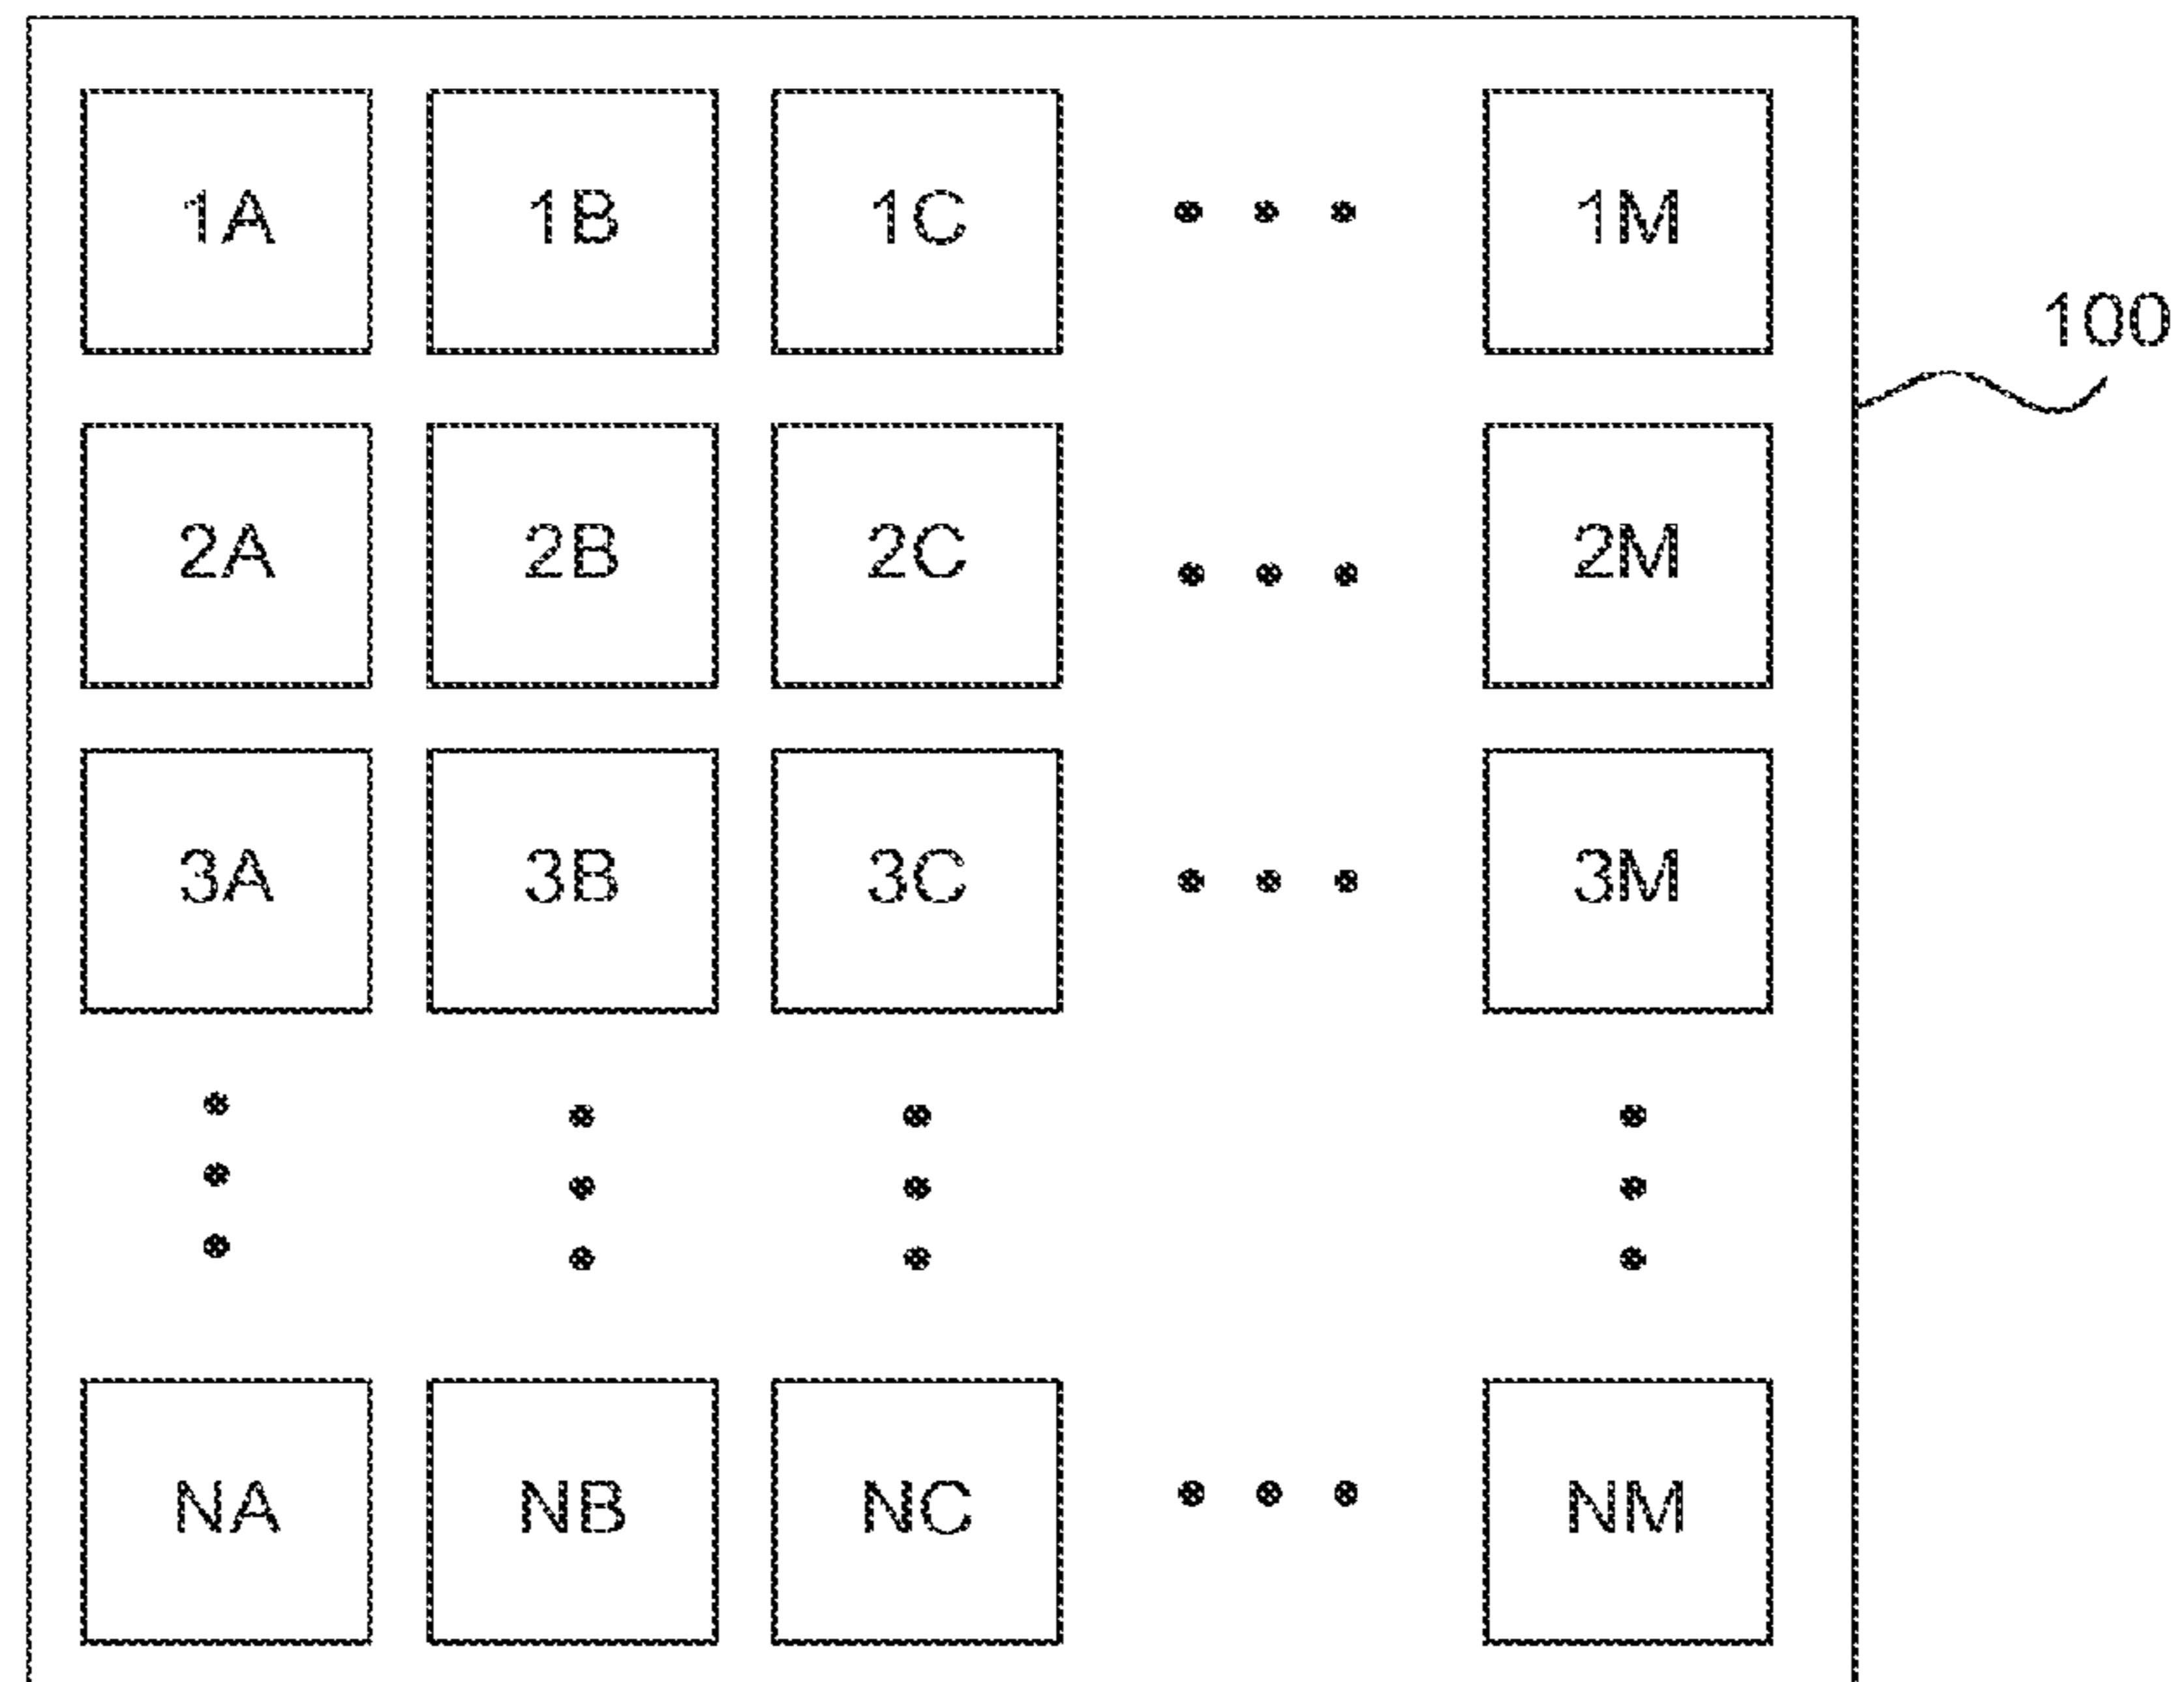 1A 1B 1C • • • 1M
100
2A 2B 2C • • • 2M
3A 3B 3C • • • 3M
NA NB NC • • • NM